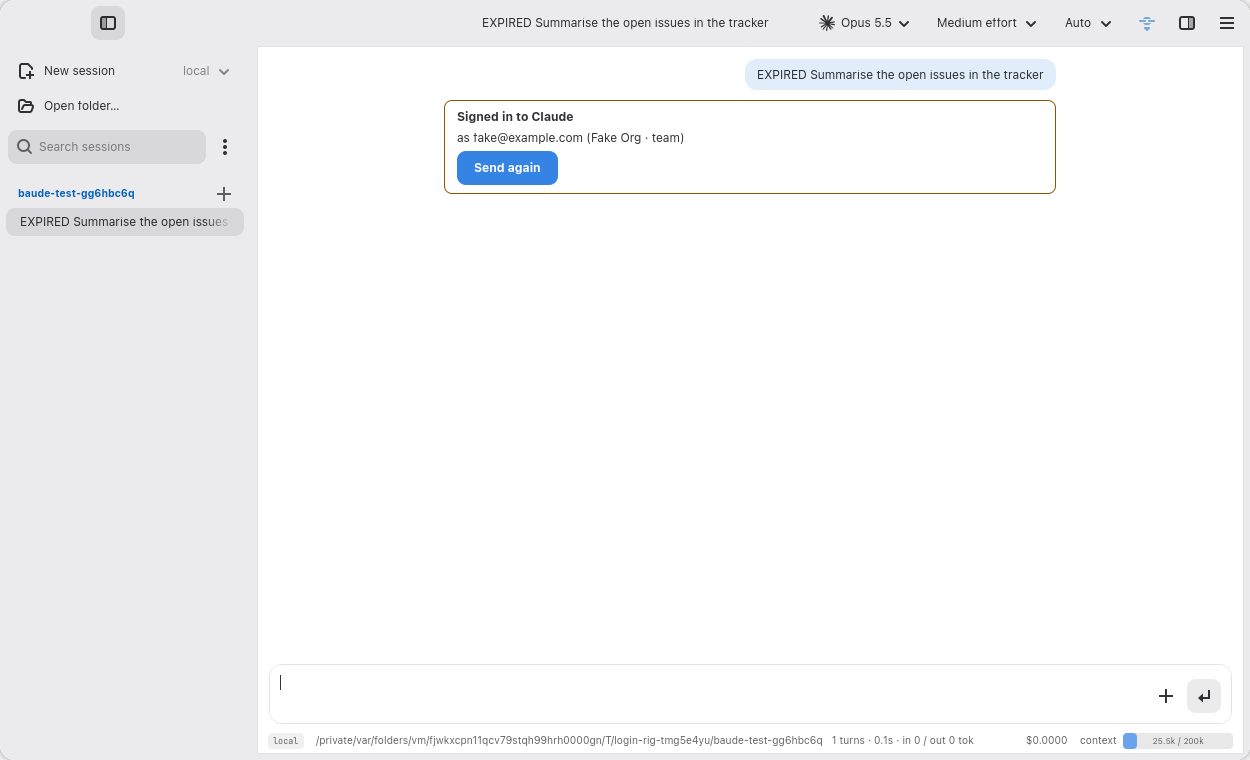 EXPIRED Summarise the open issues in the tracker
Opus 5.5
Medium effort
Auto
New session
local
Open folder...
Search sessions
baude-test-gg6hbc6q
EXPIRED Summarise the open issues
EXPIRED Summarise the open issues in the tracker
Signed in to Claude
as fake@example.com (Fake Org · team)
Send again
local /private/var/folders/vm/fjwkxcpn11qcv79stqh99hrh0000gn/T/login-rig-tmg5e4yu/baude-test-gg6hbc6q 1 turns · 0.1s · in 0 / out 0 tok $0.0000 context 25.5k / 200k